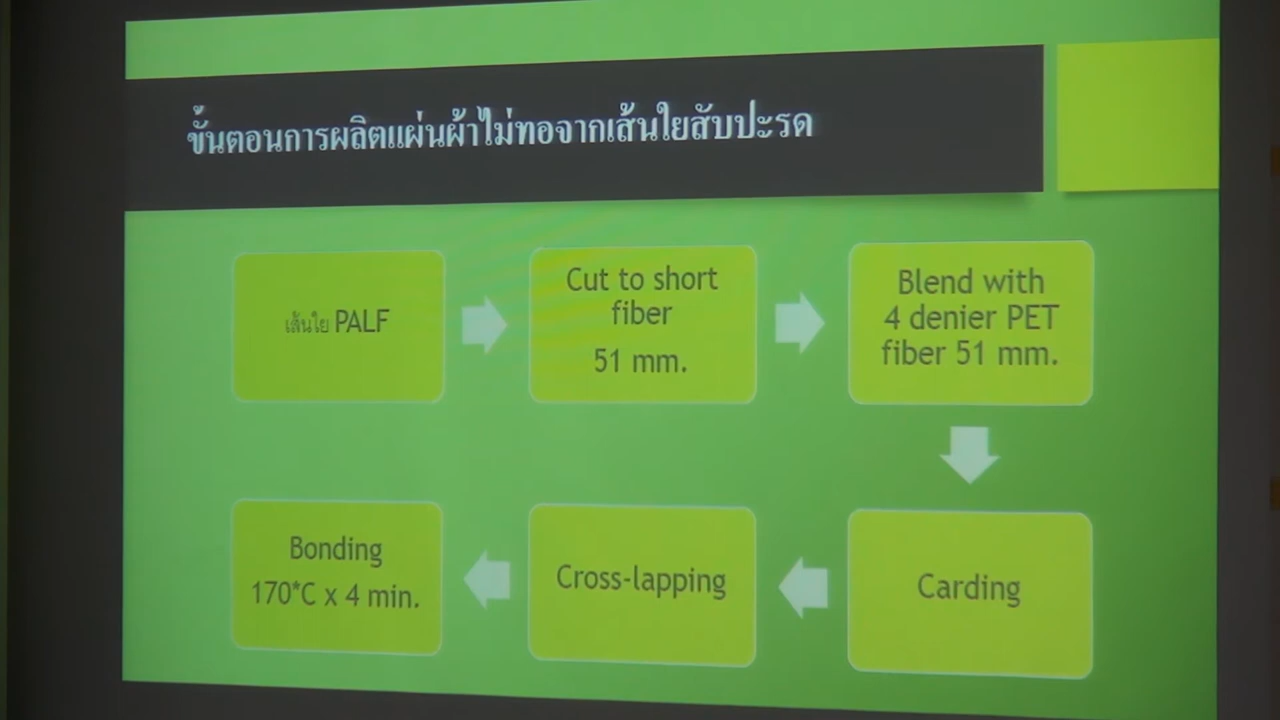 ขั้นตอนการผลิตแผ่นผ้าไม่ทอจากเส้นใยสับปะรด
เส้นใย PALF
Cut to short
fiber
51 mm.
Blend with
4 denier PET
fiber 51 mm.
Carding
Cross-lapping
Bonding
170*C x 4 min.